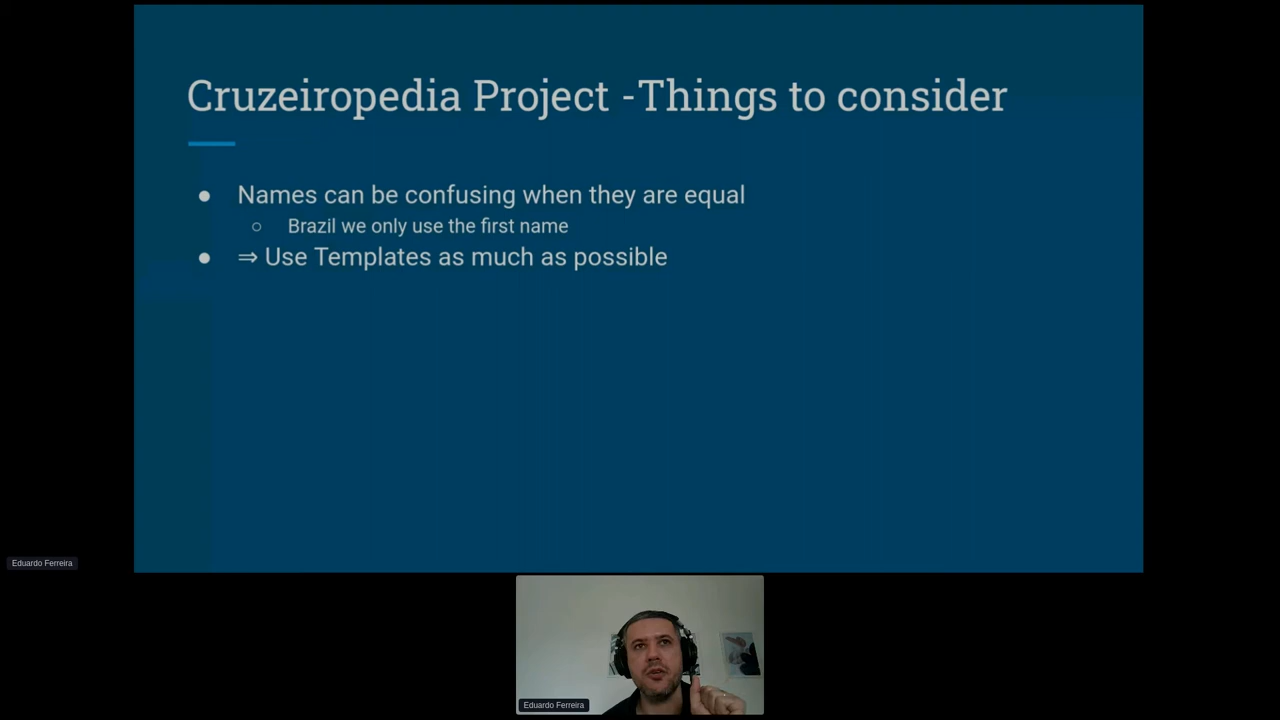 Cruzeiropedia Project -Things to consider
● Names can be confusing when they are equal
○ Brazil we only use the first name
● ⇒ Use Templates as much as possible
Eduardo Ferreira
Eduardo Ferreira